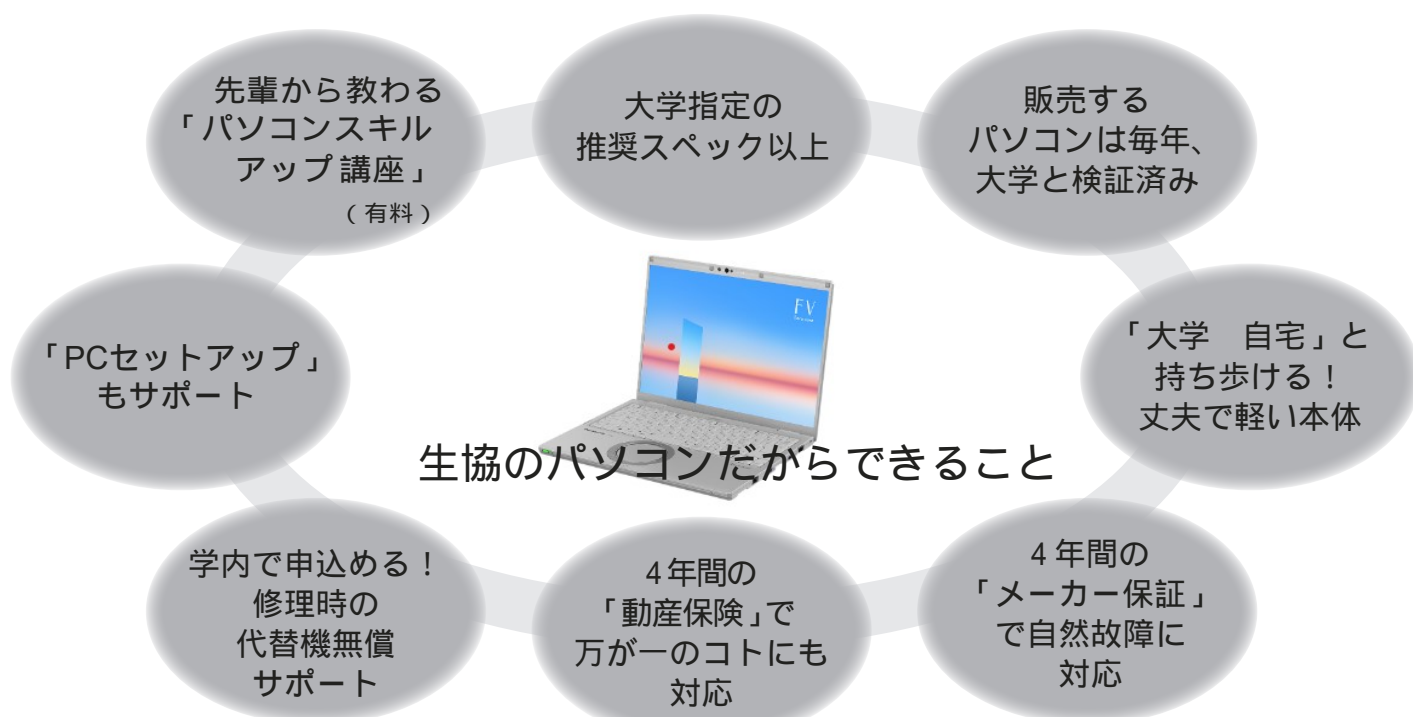 先輩から教わる
「パソコンスキル
アップ講座」
(有料)
大学指定の
推奨スペック以上
販売する
パソコンは毎年、
大学と検証済み
「PCセットアップ」
もサポート
FV
「大学 自宅」と
持ち歩ける!
丈夫で軽い本体
生協のパソコンだからできること
学内で申込める!
修理時の
代替機無償
サポート
4年間の
「動産保険」で
万が一のコトにも
対応
4年間の
「メーカー保証」
で自然故障に
対応